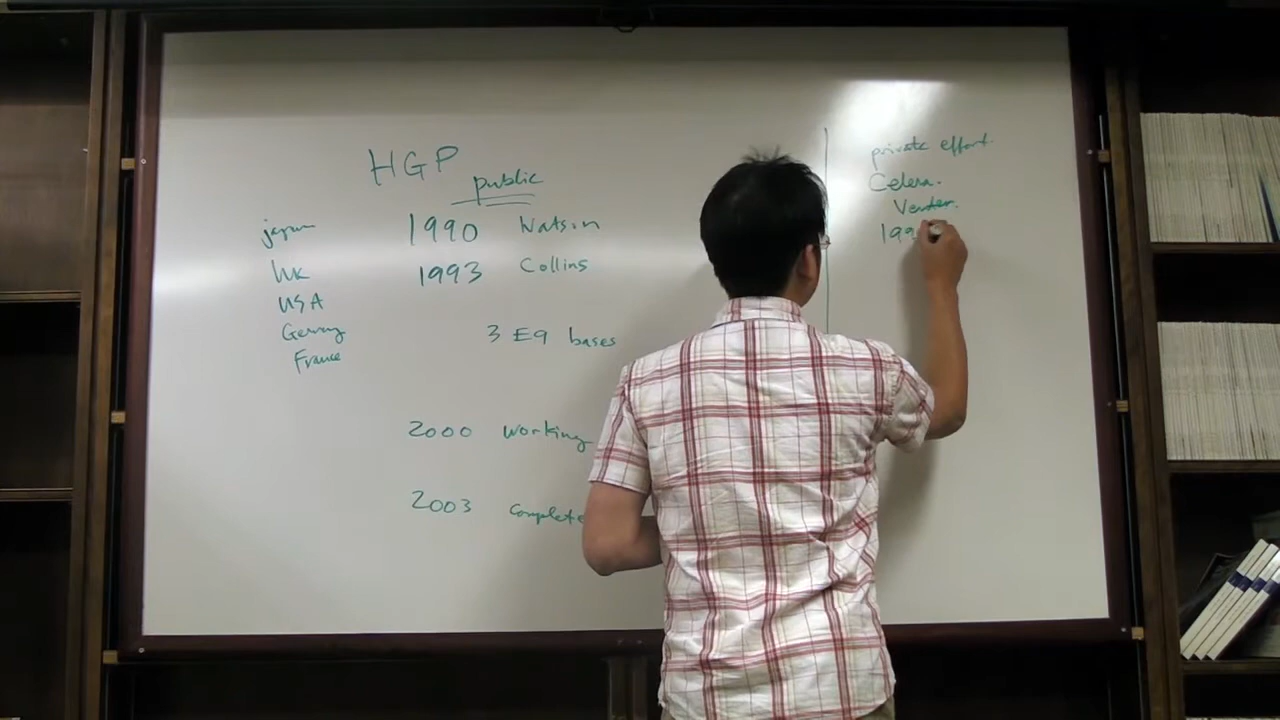 HGP
public
japan
1990 Watson
UK
1993 Collins
USA
Germany
3 E9 bases
France
2000 working
2003 complete
private effort.
Celera.
Venter.
199